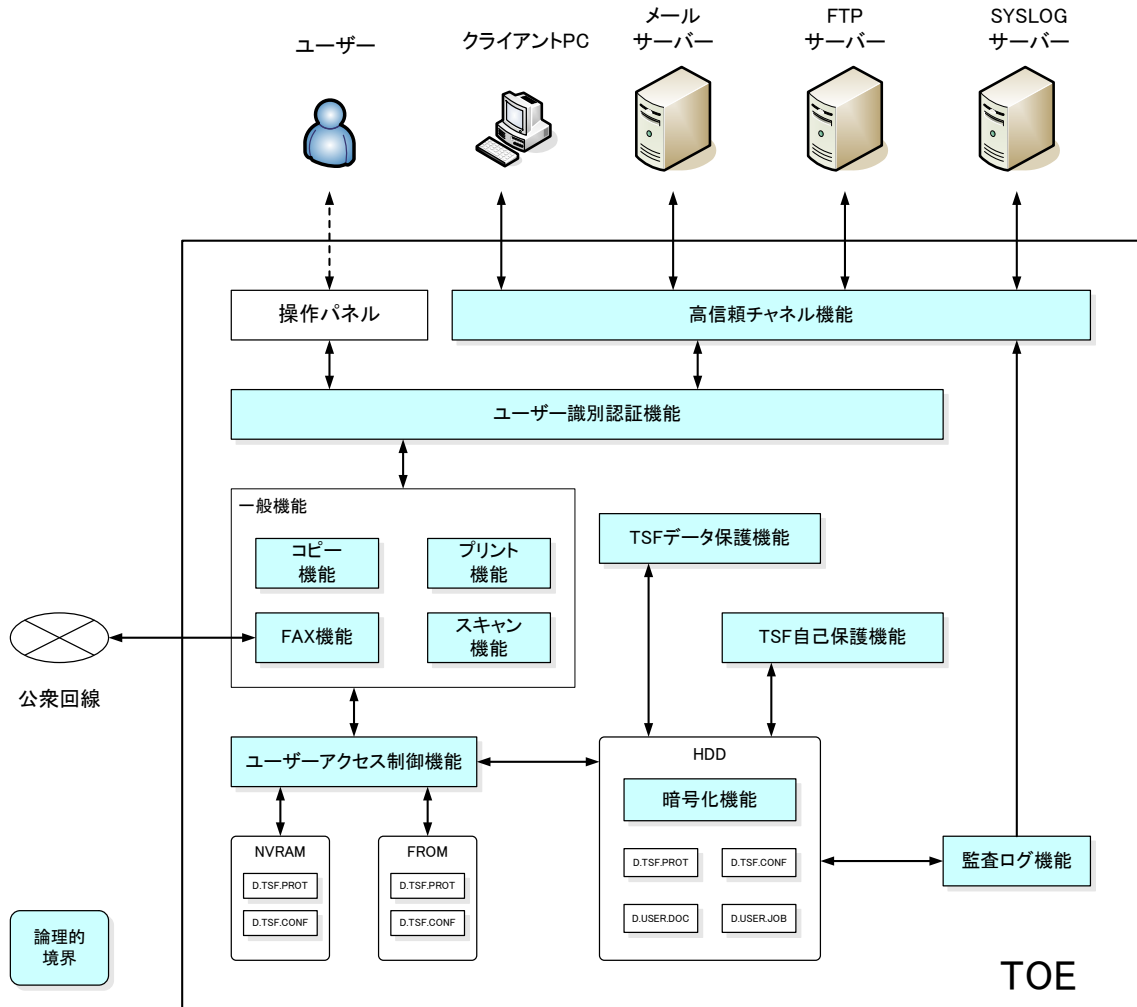 ユーザー
クライアントPC
メール
サーバー
FTP
サーバー
SYSLOG
サーバー
操作パネル
高信頼チャネル機能
ユーザー識別認証機能
一般機能
コピー
機能
プリント
機能
FAX機能
スキャン
機能
TSFデータ保護機能
TSF自己保護機能
公衆回線
ユーザーアクセス制御機能
HDD
暗号化機能
D.TSF.PROT
D.TSF.CONF
D.USER.DOC
D.USER.JOB
NVRAM
D.TSF.PROT
D.TSF.CONF
FROM
D.TSF.PROT
D.TSF.CONF
監査ログ機能
論理的
境界
TOE